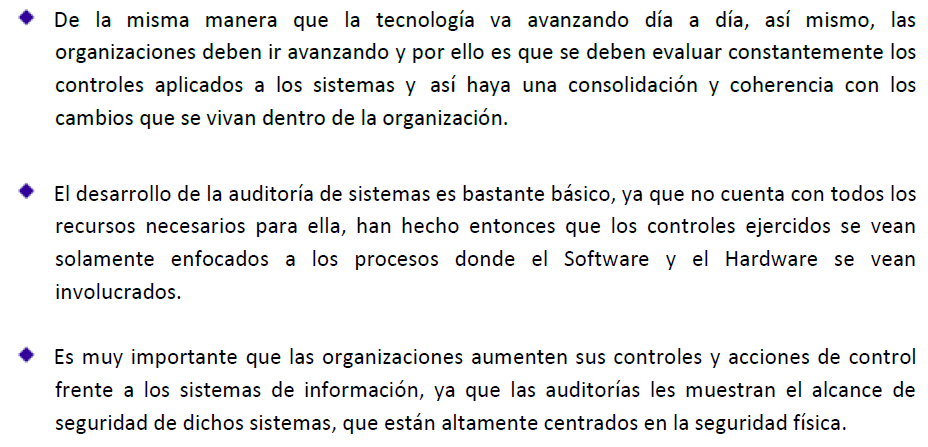 De la misma manera que la tecnología va avanzando día a día, así mismo, las
organizaciones deben ir avanzando y por ello es que se deben evaluar constantemente los
controles aplicados a los sistemas y así haya una consolidación y coherencia con los
cambios que se vivan dentro de la organización.
El desarrollo de la auditoría de sistemas es bastante básico, ya que no cuenta con todos los
recursos necesarios para ella, han hecho entonces que los controles ejercidos se vean
solamente enfocados a los procesos donde el Software y el Hardware se vean
involucrados.
Es muy importante que las organizaciones aumenten sus controles y acciones de control
frente a los sistemas de información, ya que las auditorías les muestran el alcance de
seguridad de dichos sistemas, que están altamente centrados en la seguridad física.